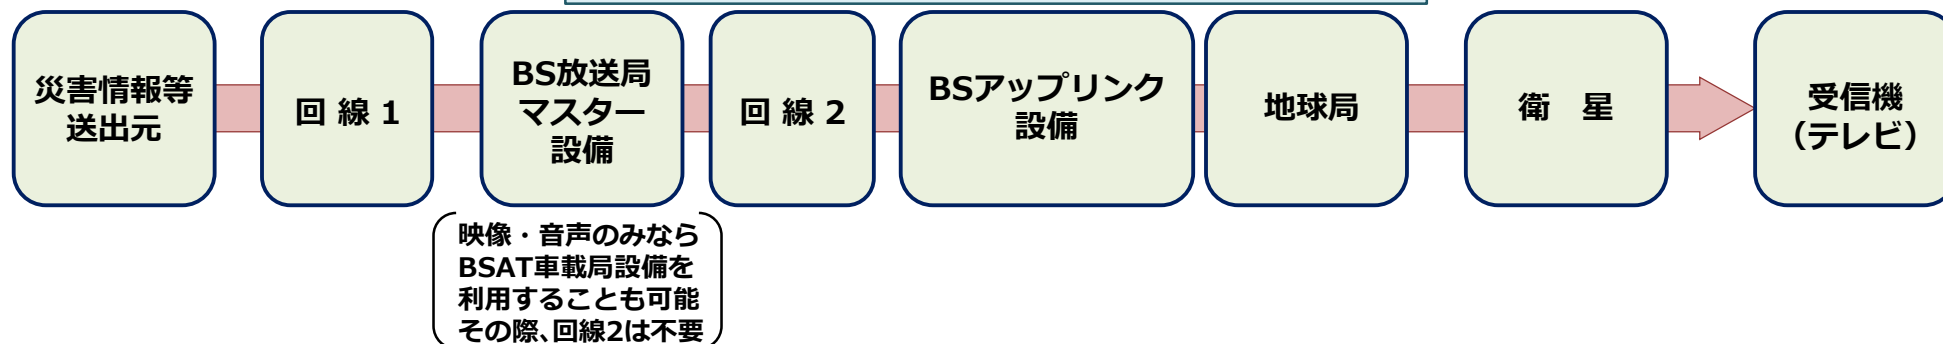 災害情報等
送出元
回 線 1
BS放送局
マスター
設備
回 線 2
BSアップリンク
設備
地球局
衛　星
受信機
（テレビ）
映像・音声のみなら
BSAT車載局設備を
利用することも可能
その際、回線2は不要